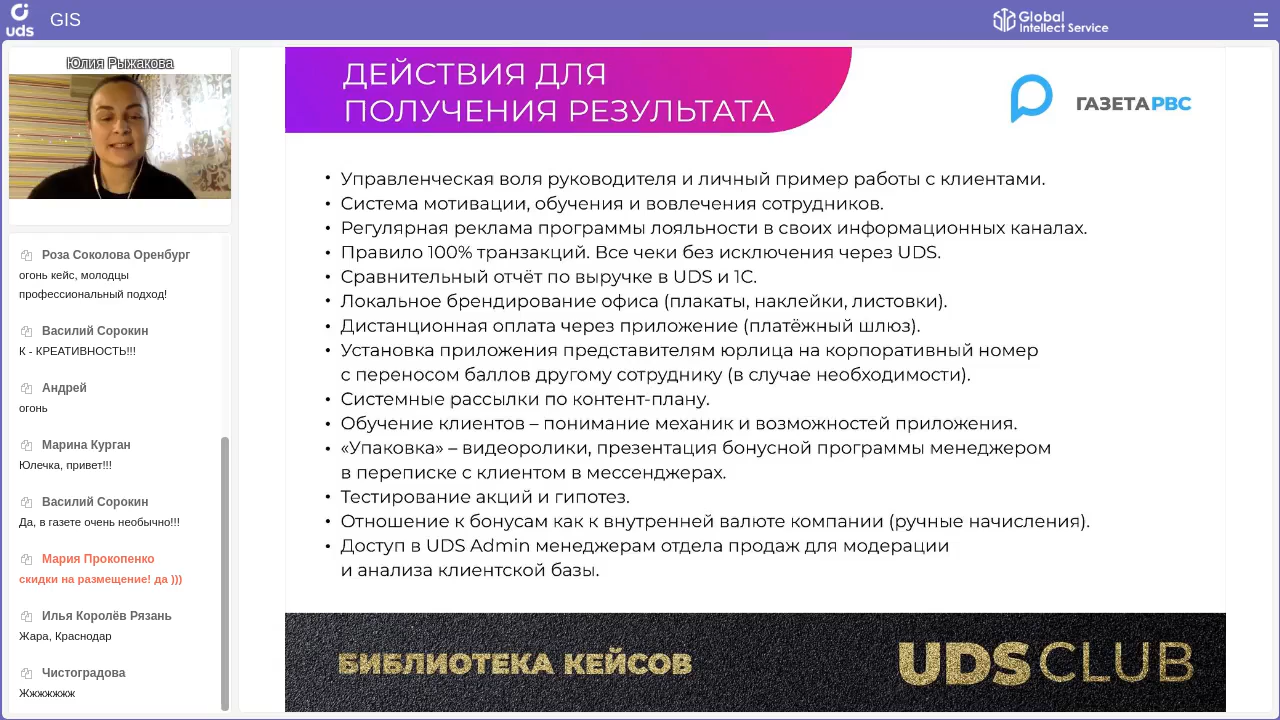 uds
GIS
Global
Intellect Service
Юлия Рыжакова
Роза Соколова Оренбург
огонь кейс, молодцы
профессиональный подход!
Василий Сорокин
К - КРЕАТИВНОСТЬ!!!
Андрей
огонь
Марина Курган
Юлечка, привет!!!
Василий Сорокин
Да, в газете очень необычно!!!
Мария Прокопенко
скидки на размещение! да )))
Илья Королёв Рязань
Жара, Краснодар
Чистоградова
Жжжжжжж
ДЕЙСТВИЯ ДЛЯ
ПОЛУЧЕНИЯ РЕЗУЛЬТАТА
ГАЗЕТАРВС
• Управленческая воля руководителя и личный пример работы с клиентами.
• Система мотивации, обучения и вовлечения сотрудников.
• Регулярная реклама программы лояльности в своих информационных каналах.
• Правило 100% транзакций. Все чеки без исключения через UDS.
• Сравнительный отчёт по выручке в UDS и 1С.
• Локальное брендирование офиса (плакаты, наклейки, листовки).
• Дистанционная оплата через приложение (платёжный шлюз).
• Установка приложения представителям юрлица на корпоративный номер
с переносом баллов другому сотруднику (в случае необходимости).
• Системные рассылки по контент-плану.
• Обучение клиентов – понимание механик и возможностей приложения.
• «Упаковка» – видеоролики, презентация бонусной программы менеджером
в переписке с клиентом в мессенджерах.
• Тестирование акций и гипотез.
• Отношение к бонусам как к внутренней валюте компании (ручные начисления).
• Доступ в UDS Admin менеджерам отдела продаж для модерации
и анализа клиентской базы.
БИБЛИОТЕКА КЕЙСОВ
UDS CLUB